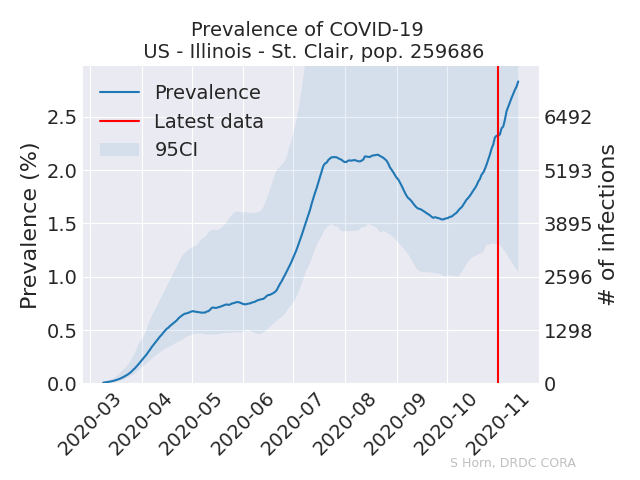 Prevalence of COVID-19
US - Illinois - St. Clair, pop. 259686
Prevalence
Latest data
95CI
Prevalence (%)
2.5
2.0
1.5
1.0
0.5
0.0
6492
5193
3895
2596
1298
0
# of infections
2020-03
2020-04
2020-05
2020-06
2020-07
2020-08
2020-09
2020-10
2020-11
S Horn, DRDC CORA